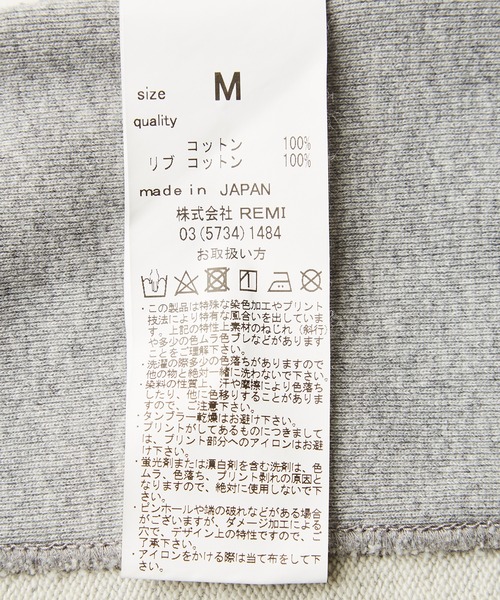 size M
quality
コットン 100%
リブ コットン 100%
made in JAPAN
株式会社 REMI
03(5734)1484
お取扱い方
・この製品は特殊な染色加工やプリント
技法により特有な風合いを出していま
す。上記の特性上素材のねじれ（斜行）
や多少の色ムラ色ブレなどがあります
ことをご理解下さい。
・洗濯の際多少の色落ちがありますので
他の物と絶対一緒に洗わないで下さい。
・染料の性質上、汗や摩擦により色落ち
したり、他に色移りすることがありま
すので、ご注意下さい。
・タンブラー乾燥はお避け下さい。
・プリントがしてあるものにつきまして
は、プリント部分へのアイロンはお避け
下さい。
・蛍光剤または漂白剤を含む洗剤は、色
ムラ、色落ち、プリント剥れの原因と
なりますので、絶対に使用しないで下
さい。
・ピンホールや端の破れなどがある場合
がございますが、ダメージ加工による
穴で、デザイン上の特性ですので、ご
了承下さい。
・アイロンをかける際は当て布をして下
さい。